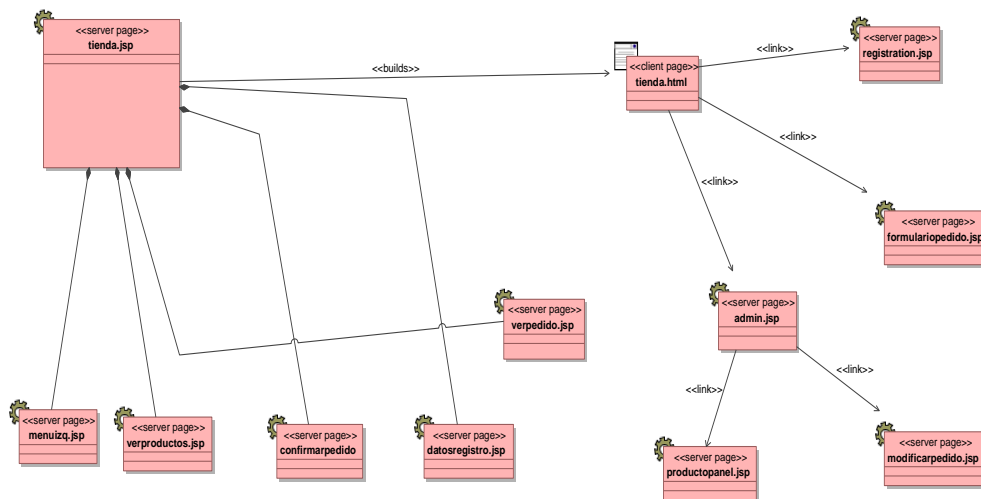 <<server page>>
tienda.jsp
<<builds>>
<<client page>>
tienda.html
<<link>>
<<server page>>
registration.jsp
<<link>>
<<link>>
<<server page>>
formulariopedido.jsp
<<server page>>
admin.jsp
<<server page>>
verpedido.jsp
<<link>>
<<link>>
<<server page>>
menuizq.jsp
<<server page>>
verproductos.jsp
<<server page>>
confirmarpedido
<<server page>>
datosregistro.jsp
<<server page>>
productopanel.jsp
<<server page>>
modificarpedido.jsp